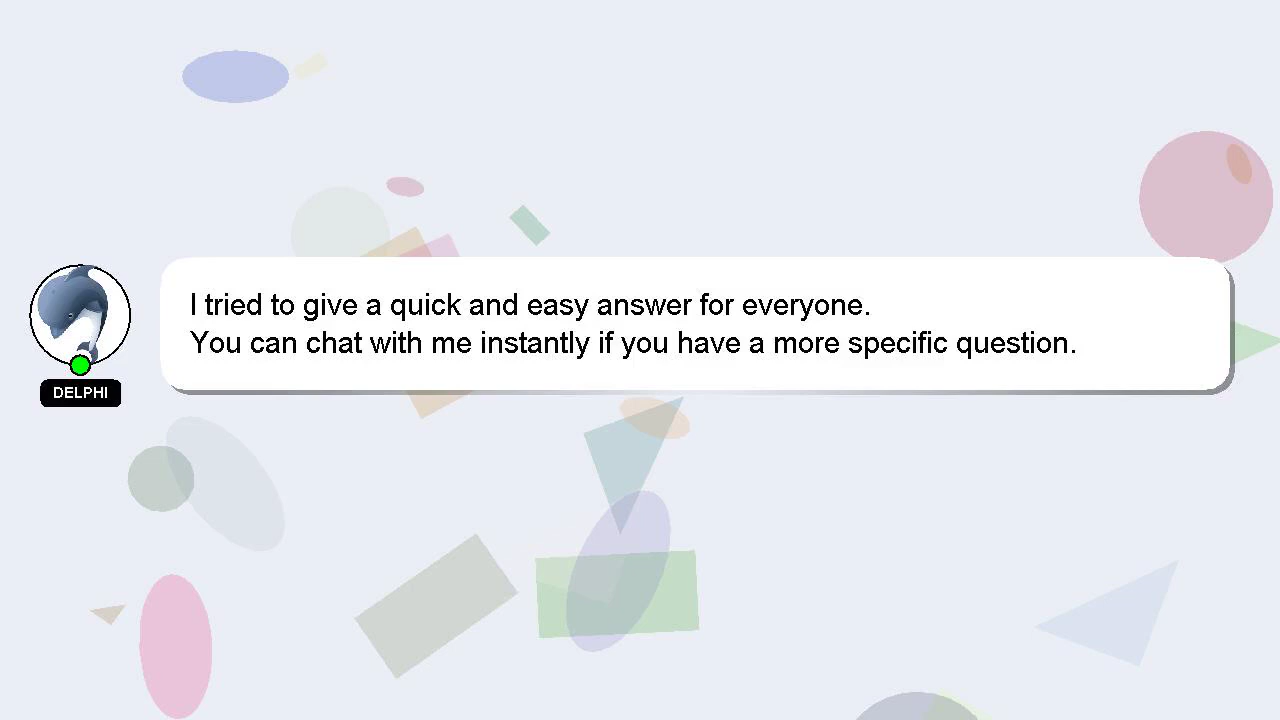 I tried to give a quick and easy answer for everyone.
You can chat with me instantly if you have a more specific question.
DELPHI